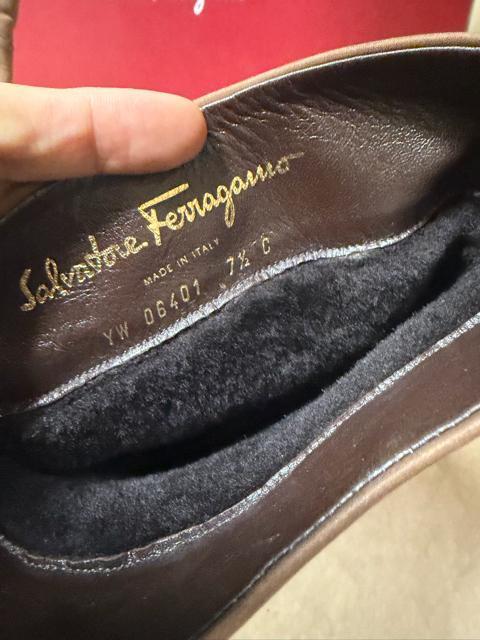 Salvatore Ferragamo
MADE IN ITALY
YW 06401 7½ C